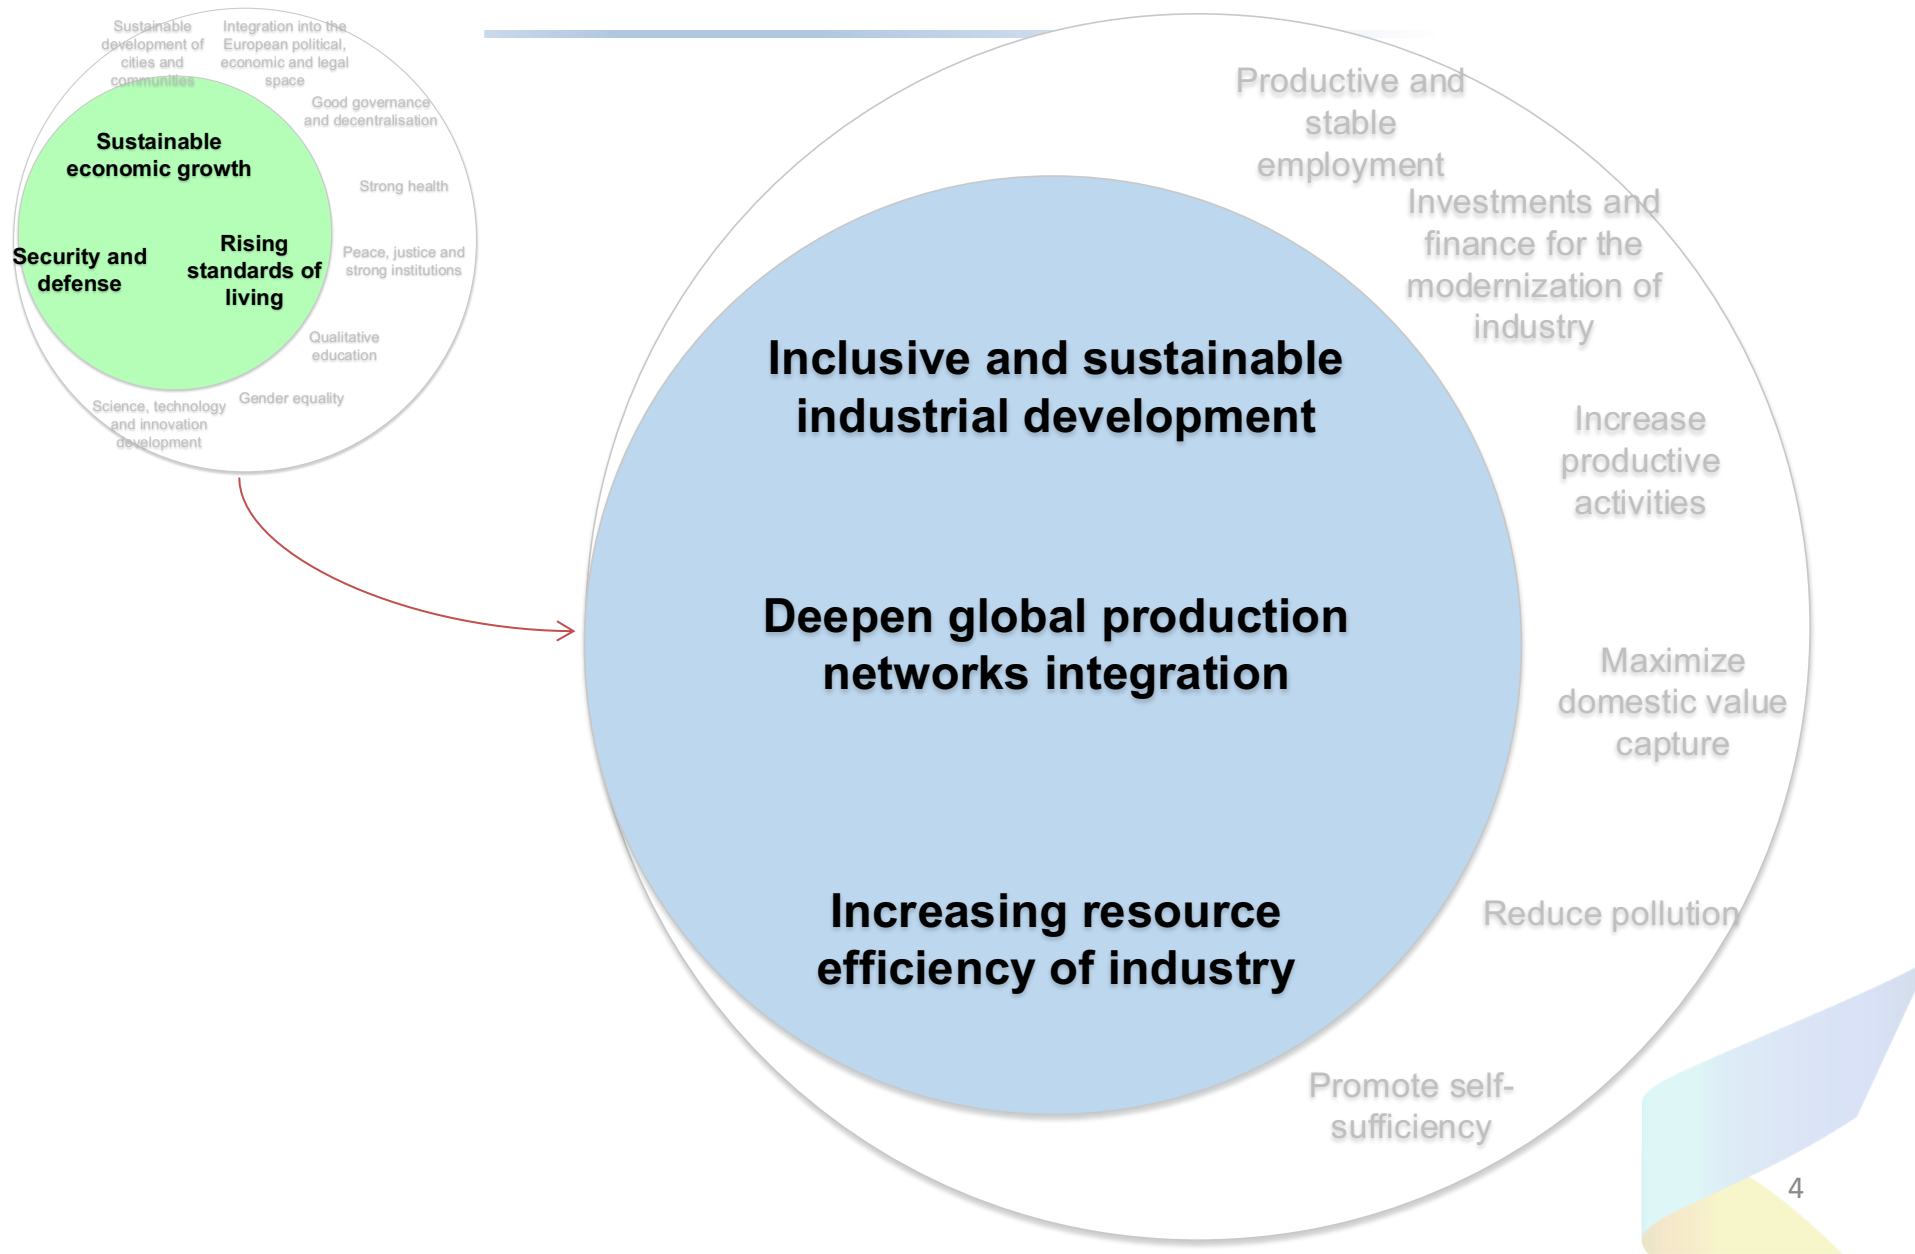 Sustainable
development of
cities and
communities
Integration into the
European political,
economic and legal
space
Good governance
and decentralisation
Sustainable
economic growth
Strong health
Security and
defense
Rising
standards of
living
Peace, justice and
strong institutions
Qualitative
education
Gender equality
Science, technology
and innovation
development
Productive and
stable
employment
Investments and
finance for the
modernization of
industry
Inclusive and sustainable
industrial development
Increase
productive
activities
Deepen global production
networks integration
Maximize
domestic value
capture
Increasing resource
efficiency of industry
Reduce pollution
Promote self-
sufficiency
4